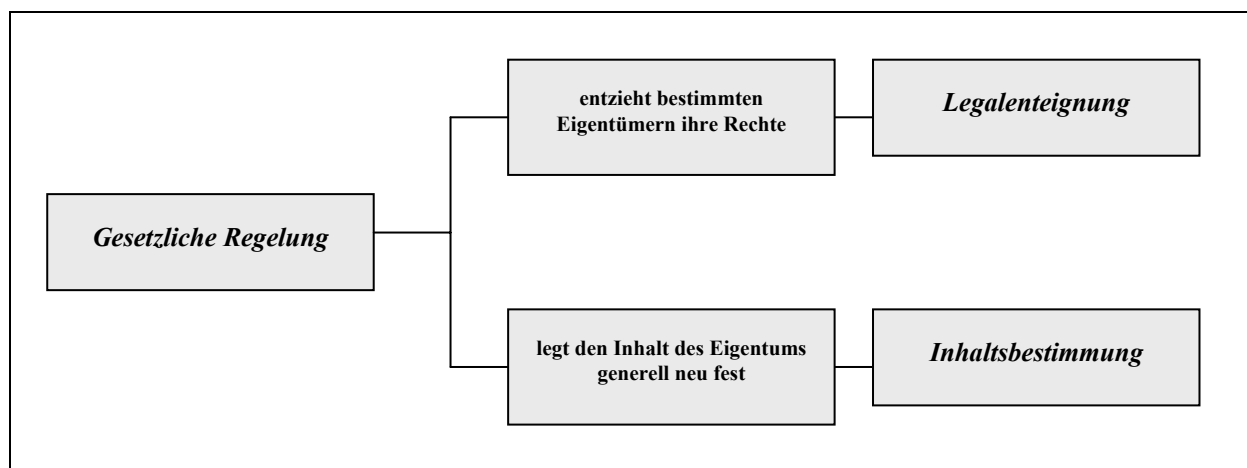 entzieht bestimmten
Eigentümern ihre Rechte
Legalenteignung
Gesetzliche Regelung
legt den Inhalt des Eigentums
generell neu fest
Inhaltsbestimmung